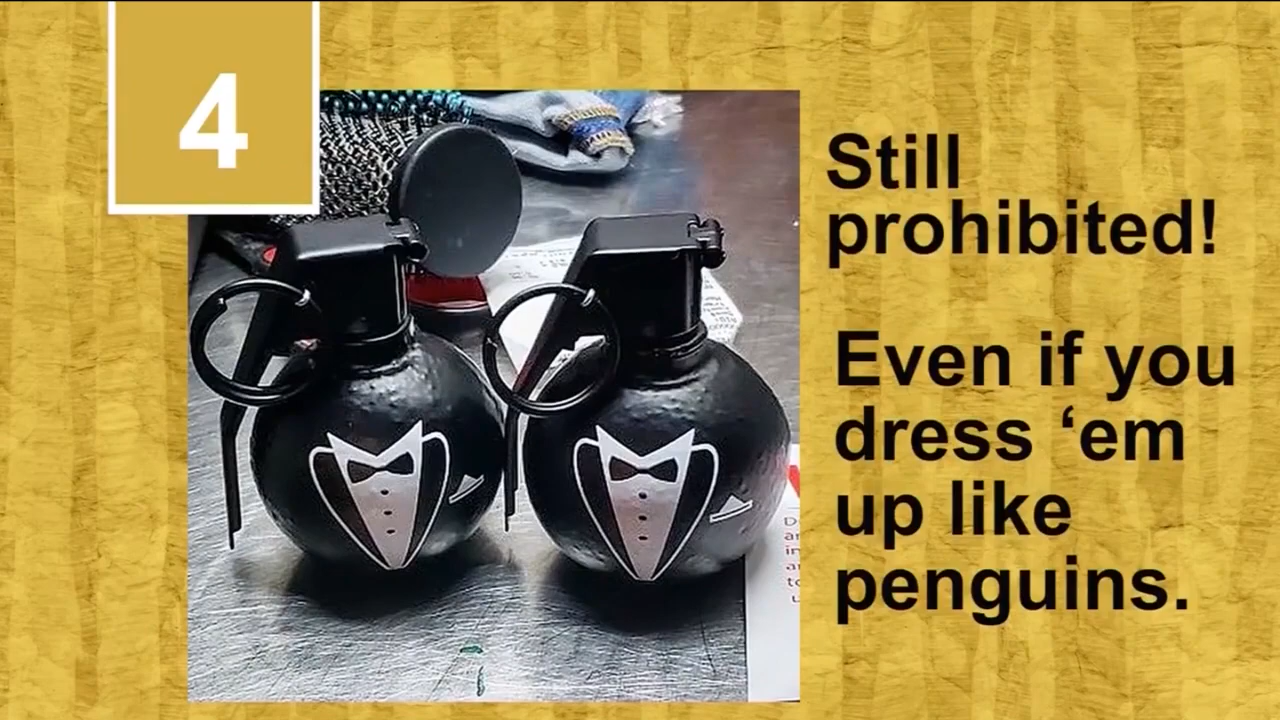 4
Still
prohibited!
Even if you
dress ‘em
up like
penguins.